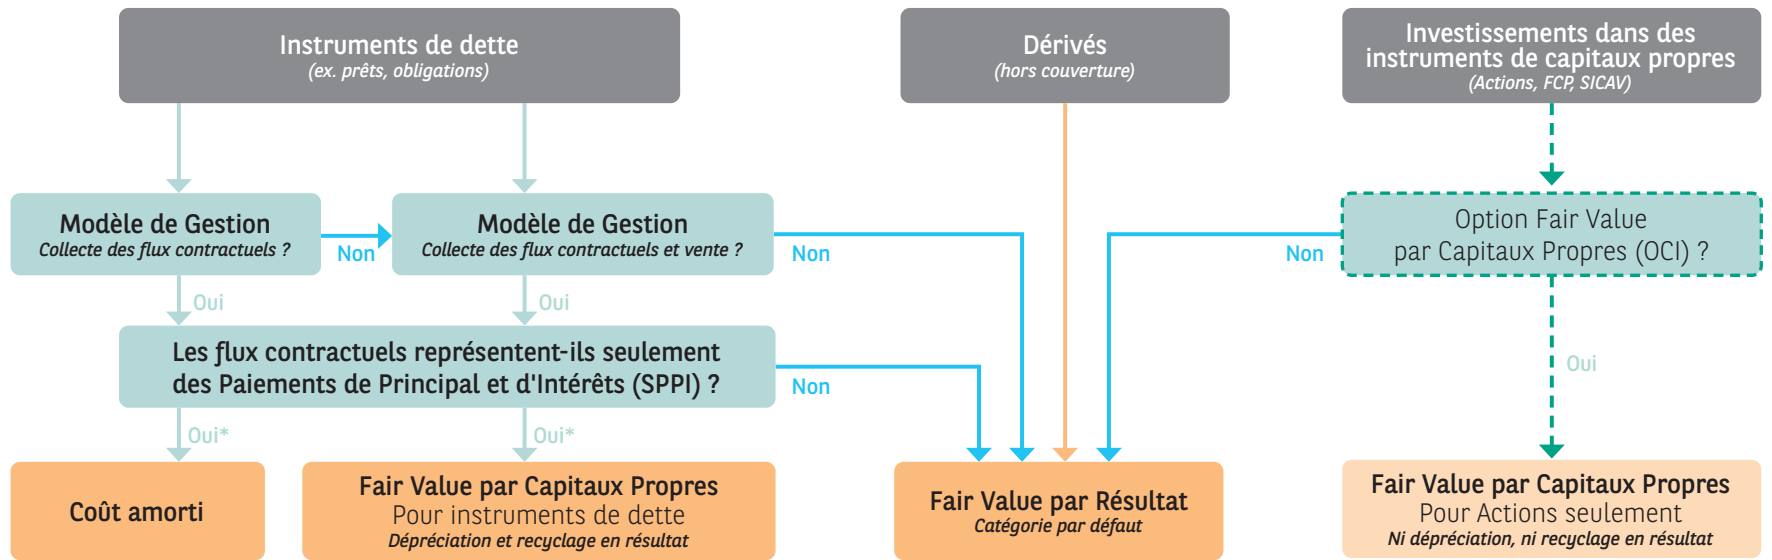 Instruments de dette
(ex. prêts, obligations)
Dérivés
(hors couverture)
Investissements dans des
instruments de capitaux propres
(Actions, FCP, SICAV)
Modèle de Gestion
Collecte des flux contractuels ?
Non
Modèle de Gestion
Collecte des flux contractuels et vente ?
Non
Non
Option Fair Value
par Capitaux Propres (OCI) ?
Oui
Oui
Les flux contractuels représentent-ils seulement
des Paiements de Principal et d'Intérêts (SPPI) ?
Non
Oui
Oui*
Oui*
Coût amorti
Fair Value par Capitaux Propres
Pour instruments de dette
Dépréciation et recyclage en résultat
Fair Value par Résultat
Catégorie par défaut
Fair Value par Capitaux Propres
Pour Actions seulement
Ni dépréciation, ni recyclage en résultat